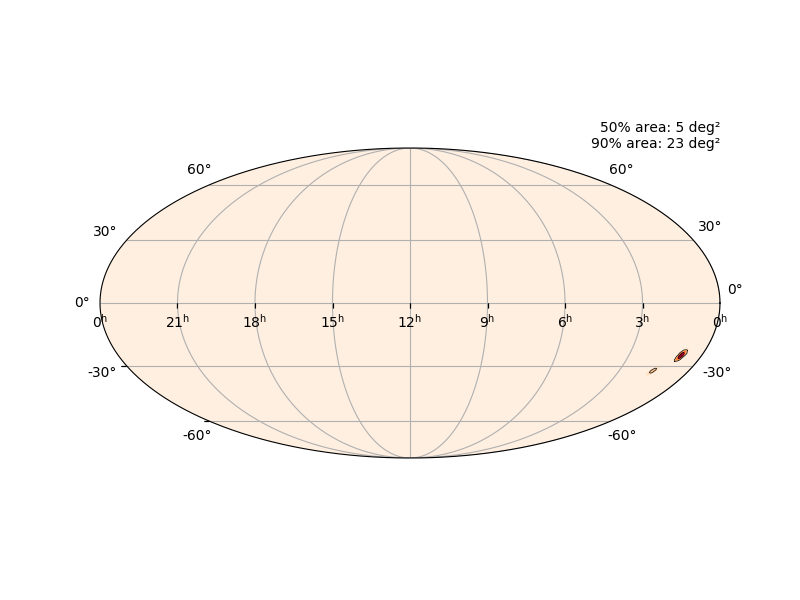 50% area: 5 deg²
90% area: 23 deg²
60° 60°
30° 30°
0° 0°
0ʰ 21ʰ 18ʰ 15ʰ 12ʰ 9ʰ 6ʰ 3ʰ 0ʰ
-30° -30°
-60° -60°